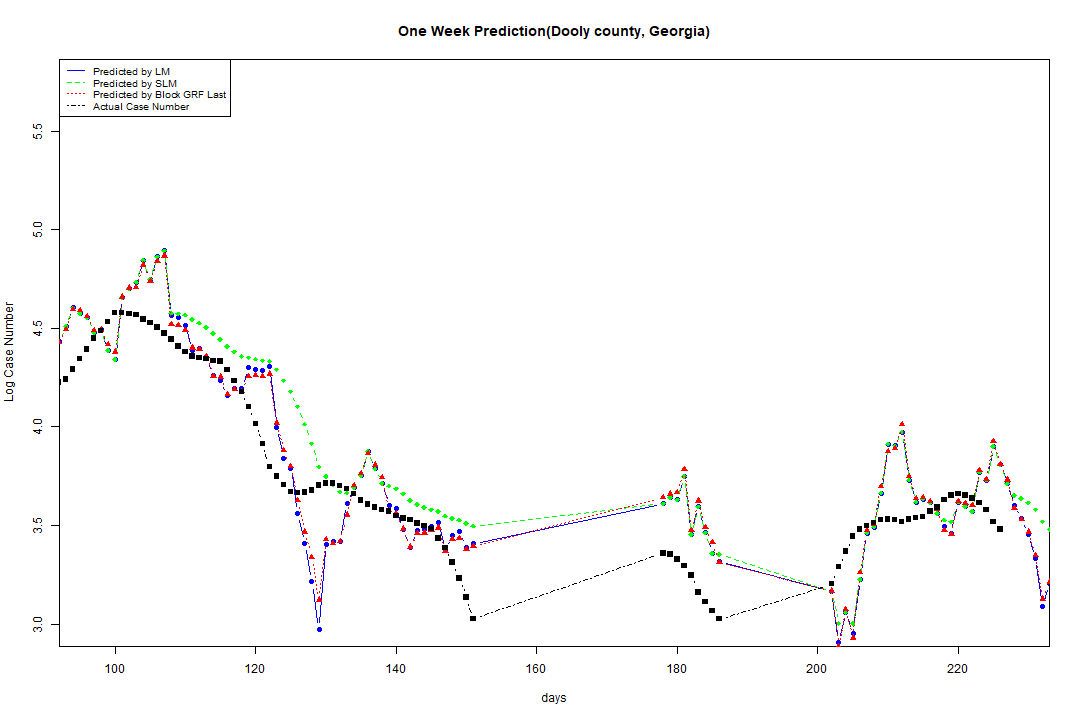 One Week Prediction(Dooly county, Georgia)
Predicted by LM
Predicted by SLM
Predicted by Block GRF Last
Actual Case Number
5.5
5.0
4.5
4.0
3.5
3.0
Log Case Number
100 120 140 160 180 200 220
days